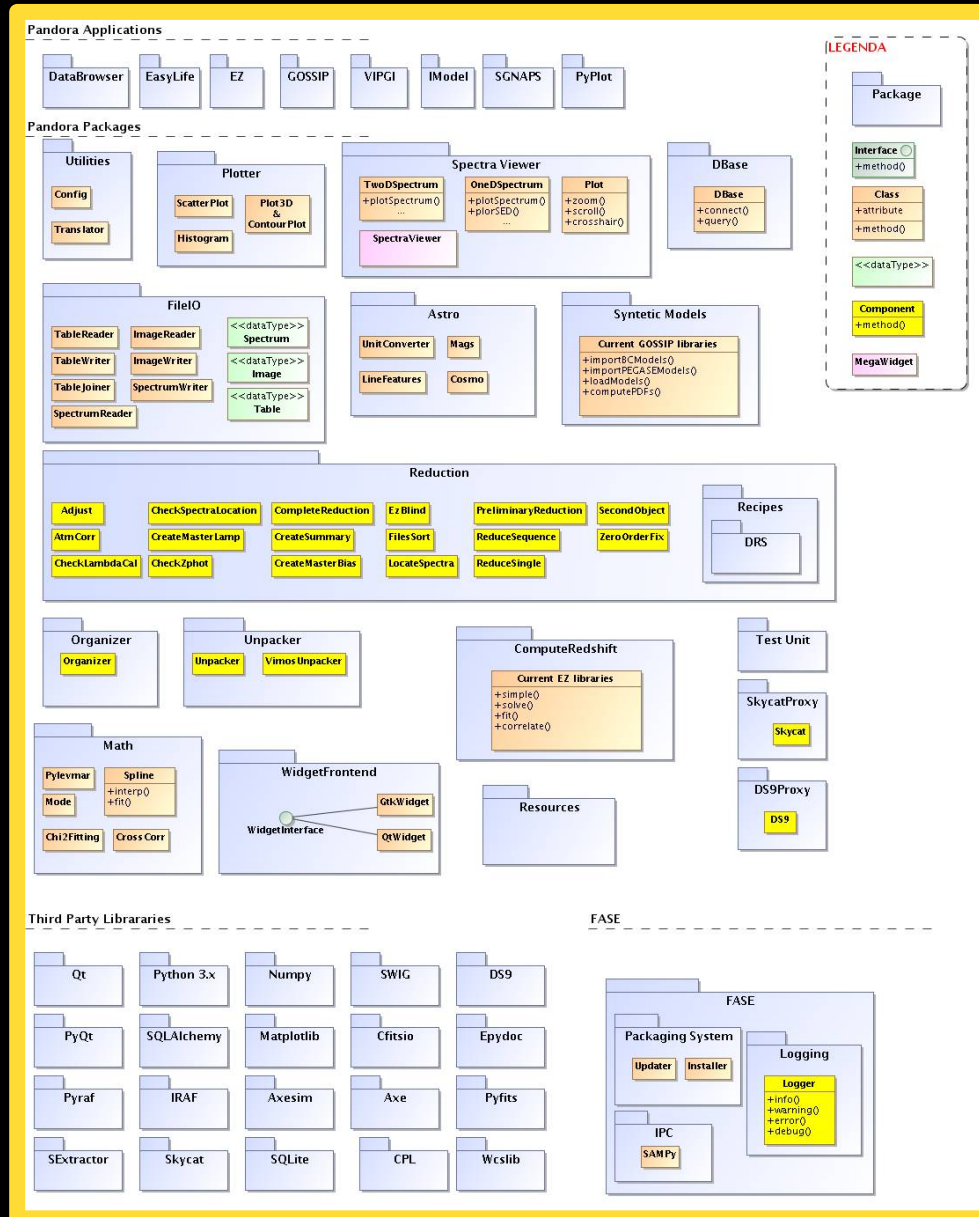 Pandora Applications
DataBrowser
EasyLife
EZ
GOSSIP
VIPGI
IModel
SGNAPS
PyPlot
LEGENDA
Package
Interface
+method()
Class
+attribute
+method()
<<dataType>>
Component
+method()
MegaWidget
Pandora Packages
Utilities
Config
Translator
Plotter
ScatterPlot
Plot3D
&
ContourPlot
Histogram
Spectra Viewer
TwoDSpectrum
+plotSpectrum()
...
OneDSpectrum
+plotSpectrum()
+plorSED()
...
Plot
+zoom()
+scroll()
+crosshair()
SpectraViewer
DBase
DBase
+connect()
+query()
FileIO
TableReader
ImageReader
<<dataType>>
Spectrum
TableWriter
ImageWriter
<<dataType>>
Image
TableJoiner
SpectrumWriter
<<dataType>>
Table
SpectrumReader
Astro
UnitConverter
Mags
LineFeatures
Cosmo
Syntetic Models
Current GOSSIP libraries
+importBCModels()
+importPEGASEModels()
+loadModels()
+computePDFs()
Reduction
Adjust
CheckSpectraLocation
CompleteReduction
EzBlind
PreliminaryReduction
SecondObject
AtmCorr
CreateMasterLamp
CreateSummary
FilesSort
ReduceSequence
ZeroOrderFix
CheckLambdaCal
CheckZphot
CreateMasterBias
LocateSpectra
ReduceSingle
Recipes
DRS
Organizer
Organizer
Unpacker
Unpacker
VimosUnpacker
ComputeRedshift
Current EZ libraries
+simple()
+solve()
+fit()
+correlate()
Test Unit
SkycatProxy
Skycat
Math
Pylevmar
Spline
+interp()
+fit()
Mode
Chi2Fitting
CrossCorr
WidgetFrontend
WidgetInterface
GtkWidget
QtWidget
Resources
DS9Proxy
DS9
Third Party Librararies
Qt
Python 3.x
Numpy
SWIG
DS9
PyQt
SQLAlchemy
Matplotlib
Cfitsio
Epydoc
Pyraf
IRAF
Axesim
Axe
Pyfits
SExtractor
Skycat
SQLite
CPL
Wcslib
FASE
FASE
Packaging System
Updater
Installer
Logging
Logger
+info()
+warning()
+error()
+debug()
IPC
SAMPy